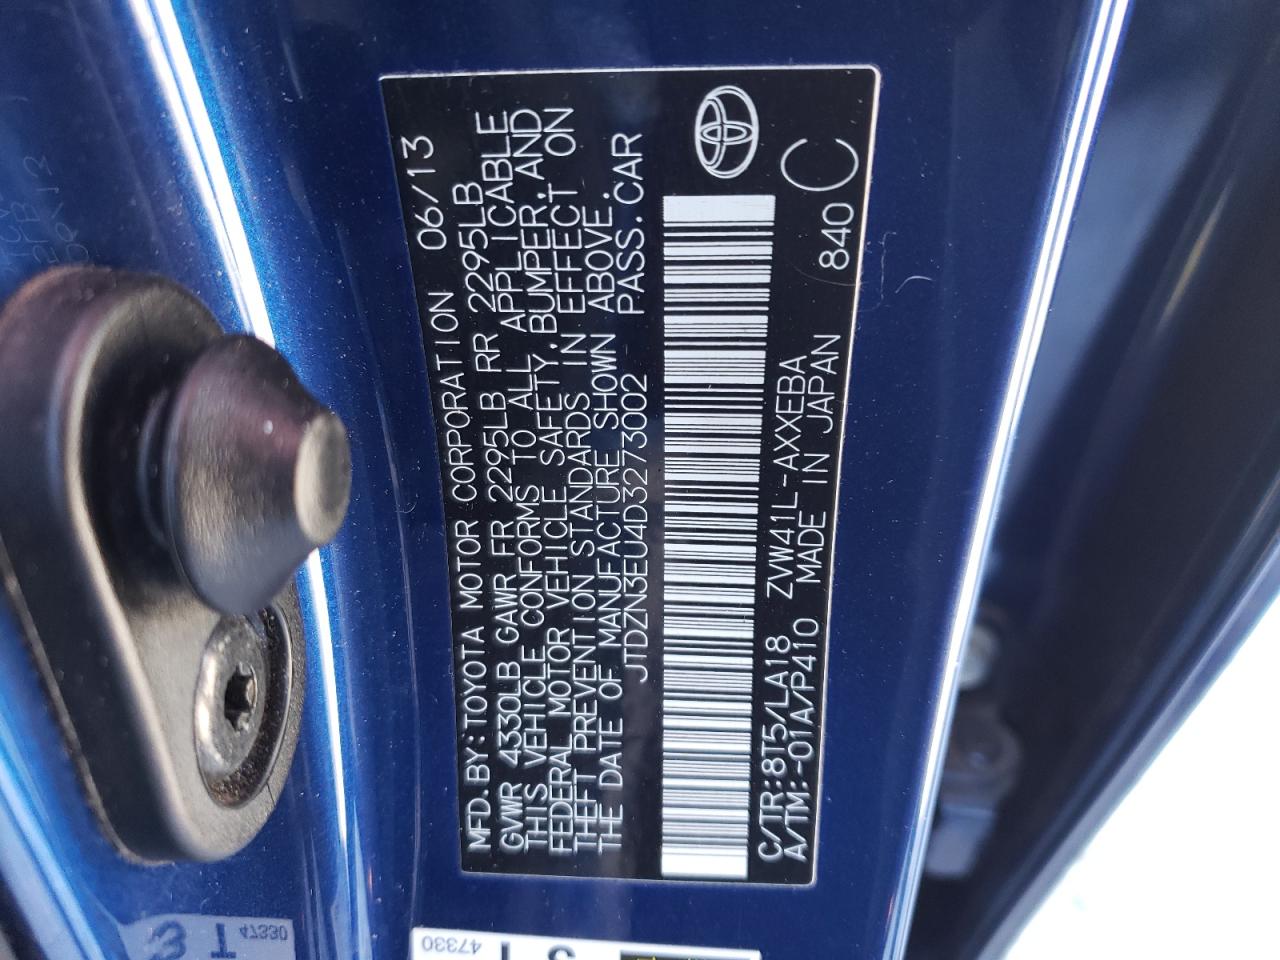 MFD.BY:TOYOTA MOTOR CORPORATION 06/13
GVWR 4330LB GAWR FR 2295LB RR 2295LB
THIS VEHICLE CONFORMS TO ALL APPLICABLE
FEDERAL MOTOR VEHICLE SAFETY, BUMPER, AND
THEFT PREVENTION STANDARDS IN EFFECT ON
THE DATE OF MANUFACTURE SHOWN ABOVE.
JTDZN3EU4D3273002 PASS.CAR
C/TR:8T5/LA18 ZVW41L-AXXEBA
A/TM:-01A/P410 MADE IN JAPAN 840 C
47330
47330